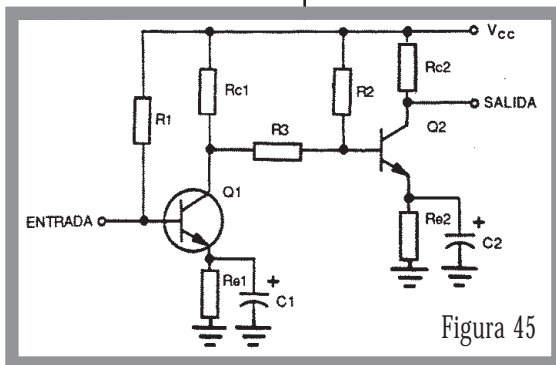 Vcc
Rc2
R2
Rc1
R1
SALIDA
Q2
R3
Q1
ENTRADA
Re2
C2
Re1
C1
Figura 45